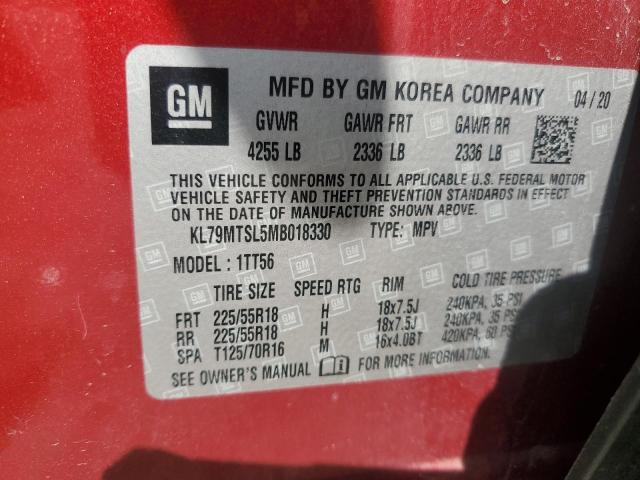 GM MFD BY GM KOREA COMPANY 04 / 20
GVWR GAWR FRT GAWR RR
4255 LB 2336 LB 2336 LB
THIS VEHICLE CONFORMS TO ALL APPLICABLE U.S. FEDERAL MOTOR
VEHICLE SAFETY AND THEFT PREVENTION STANDARDS IN EFFECT
ON THE DATE OF MANUFACTURE SHOWN ABOVE.
KL79MTSL5MB018330 TYPE: MPV
MODEL: 1TT56
TIRE SIZE SPEED RTG RIM COLD TIRE PRESSURE
FRT 225/55R18 H 18x7.5J 240KPA, 35 PSI
RR 225/55R18 H 18x7.5J 240KPA, 35 PSI
SPA T125/70R16 M 16x4.0BT 420KPA, 60 PSI
SEE OWNER'S MANUAL i FOR MORE INFORMATION.